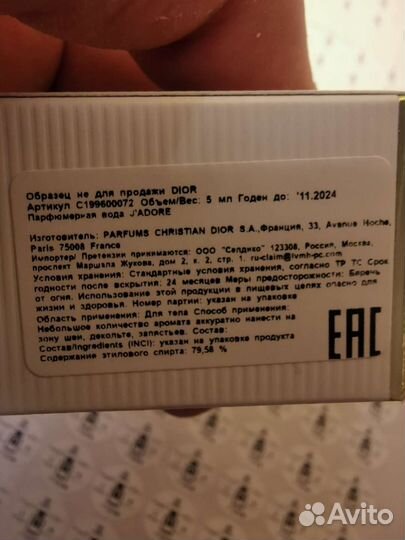 Образец не для продажи DIOR
Артикул C199600072 Объем/Вес: 5 мл Годен до: '11.2024
Парфюмерная вода J'ADORE
Изготовитель: PARFUMS CHRISTIAN DIOR S.A.,Франция, 33, Avenue Hoche,
Paris 75008 France
Импортер/ Претензии принимаются: ООО "Селдико" 123308, Россия, Москва,
проспект Маршала Жукова, дом 2, к. 2, стр. 1. ru-claim@lvmh-pc.com
Условия хранения: Стандартные условия хранения, согласно ТР ТС Срок
годности после вскрытия: 24 месяцев Меры предосторожности: Беречь
от огня. Использование этой продукции в пищевых целях опасно для
жизни и здоровья Номер партии: указан на упаковке
Область применения: Для тела Способ применения:
Небольшое количество аромата аккуратно нанести на
зону шеи, декольте, запястьев. Состав:
Состав/Ingredients (INCI): указан на упаковке продукта
Содержание этилового спирта: 79,58 %
EAC
Avito